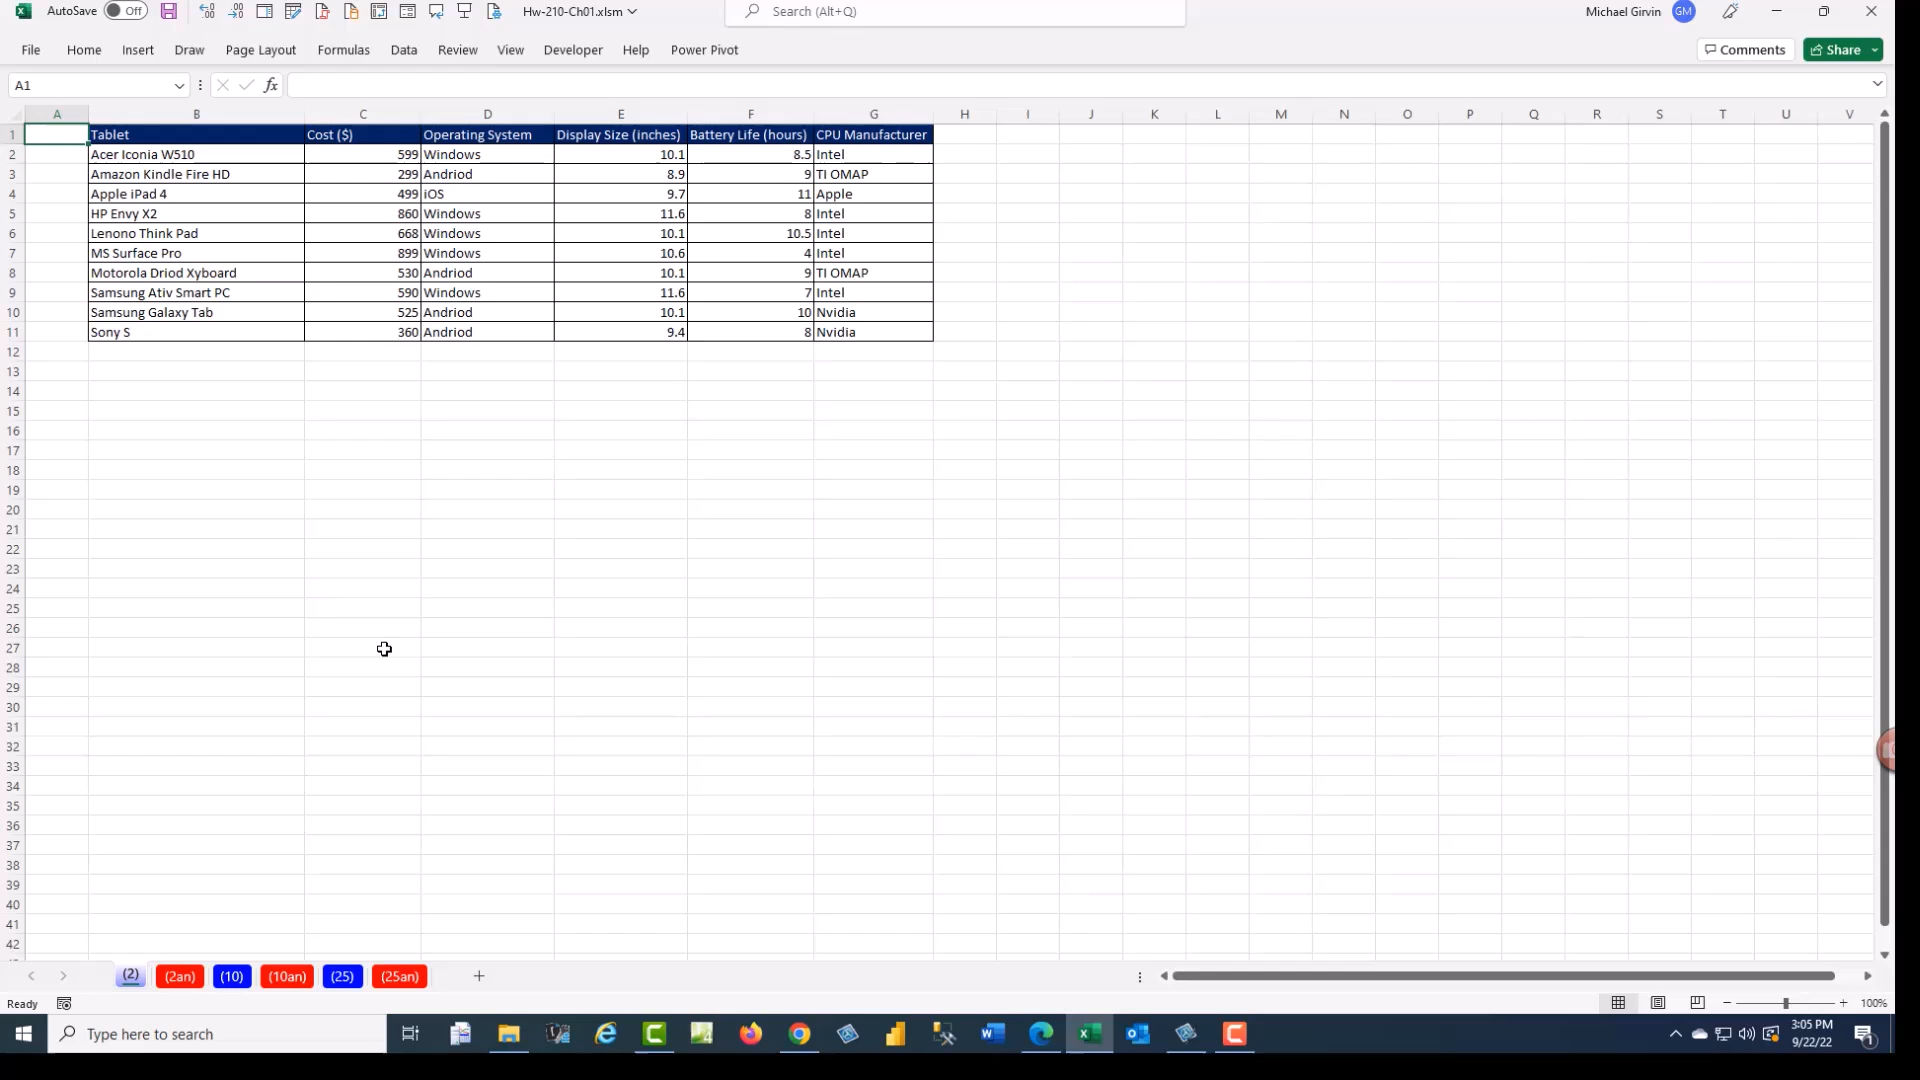 AutoSave Off Hw-210-Ch01.xlsm Search (Alt+Q) Michael Girvin GM
File Home Insert Draw Page Layout Formulas Data Review View Developer Help Power Pivot Comments Share
A1 fx
A B C D E F G H I J K L M N O P Q R S T U V
1 Tablet Cost ($) Operating System Display Size (inches) Battery Life (hours) CPU Manufacturer
2 Acer Iconia W510 599 Windows 10.1 8.5 Intel
3 Amazon Kindle Fire HD 299 Andriod 8.9 9 TI OMAP
4 Apple iPad 4 499 iOS 9.7 11 Apple
5 HP Envy X2 860 Windows 11.6 8 Intel
6 Lenono Think Pad 668 Windows 10.1 10.5 Intel
7 MS Surface Pro 899 Windows 10.6 4 Intel
8 Motorola Driod Xyboard 530 Andriod 10.1 9 TI OMAP
9 Samsung Ativ Smart PC 590 Windows 11.6 7 Intel
10 Samsung Galaxy Tab 525 Andriod 10.1 10 Nvidia
11 Sony S 360 Andriod 9.4 8 Nvidia
12
13
14
15
16
17
18
19
20
21
22
23
24
25
26
27
28
29
30
31
32
33
34
35
36
37
38
39
40
41
42
(2) (2an) (10) (10an) (25) (25an)
Ready 100%
Type here to search 3:05 PM
9/22/22